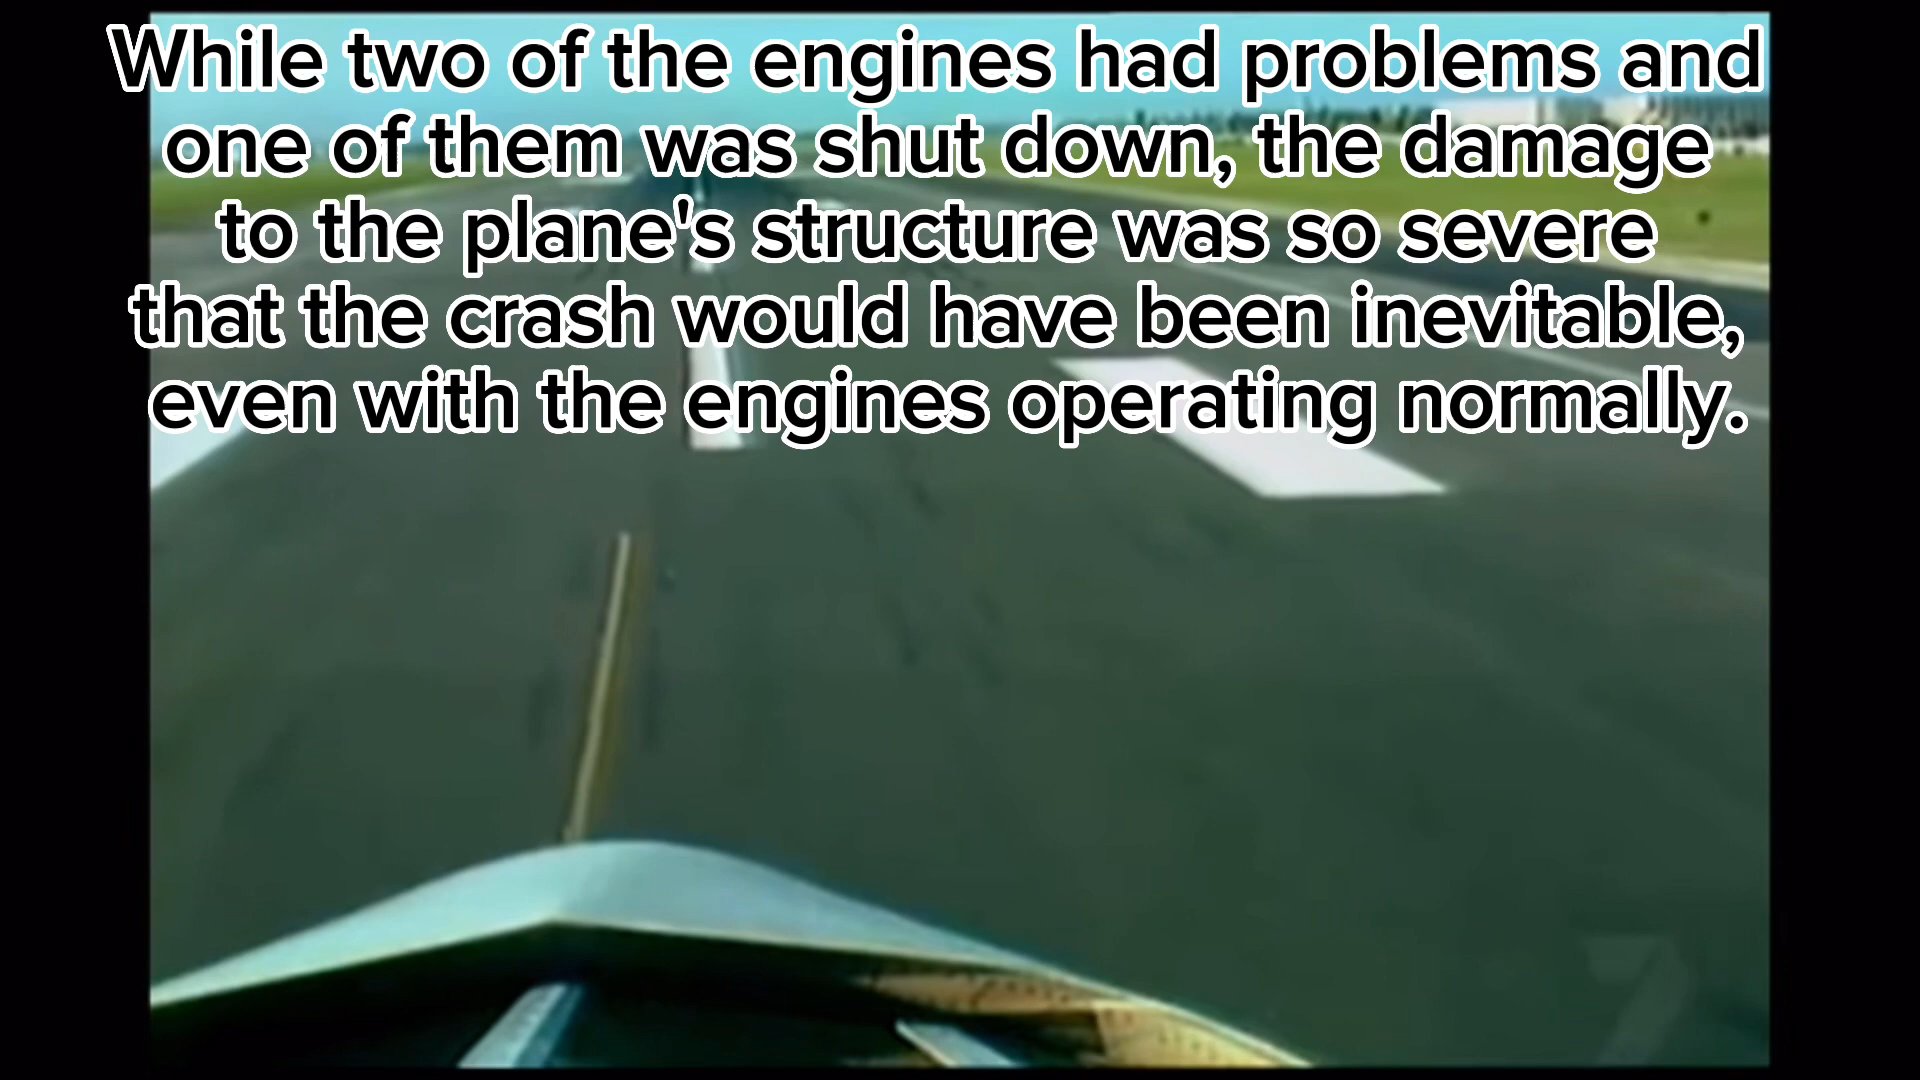 While two of the engines had problems and
one of them was shut down, the damage
to the plane's structure was so severe
that the crash would have been inevitable,
even with the engines operating normally.